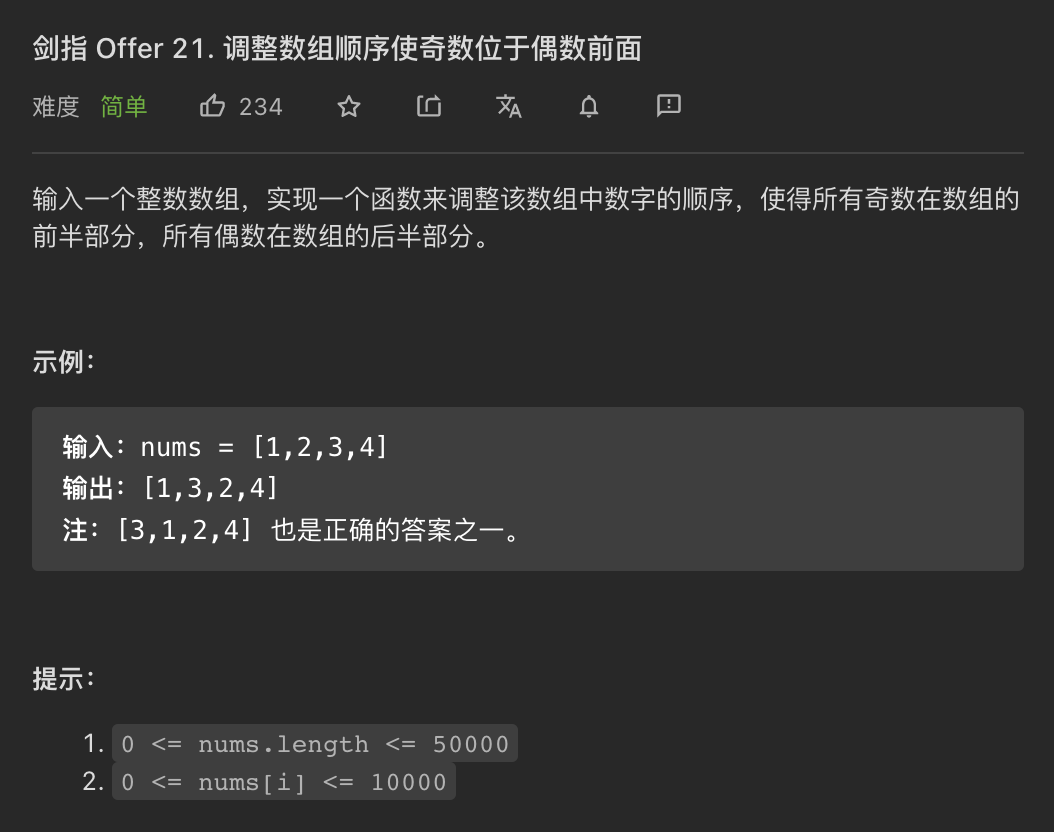 剑指 Offer 21. 调整数组顺序使奇数位于偶数前面
难度 简单 234
输入一个整数数组，实现一个函数来调整该数组中数字的顺序，使得所有奇数在数组的
前半部分，所有偶数在数组的后半部分。
示例：
输入：nums = [1,2,3,4]
输出：[1,3,2,4]
注：[3,1,2,4] 也是正确的答案之一。
提示：
1. 0 <= nums.length <= 50000
2. 0 <= nums[i] <= 10000